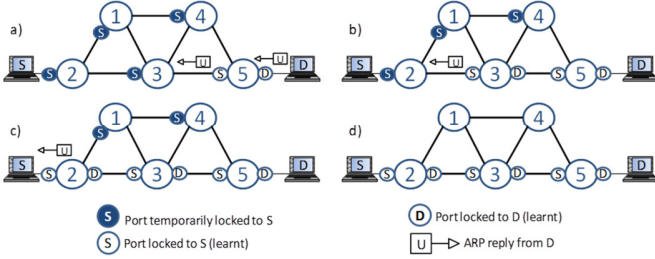 a) 1 S 4
S
U U
S S 2 S 3 S 5 D D
b) 1 S 4
S
U
S S 2 S 3 D S 5 D D
c) 1 S 4
S
U
S S 2 D S 3 D S 5 D D
d) 1 4
S S 2 D S 3 D S 5 D D
S Port temporarily locked to S
S Port locked to S (learnt)
D Port locked to D (learnt)
U ARP reply from D